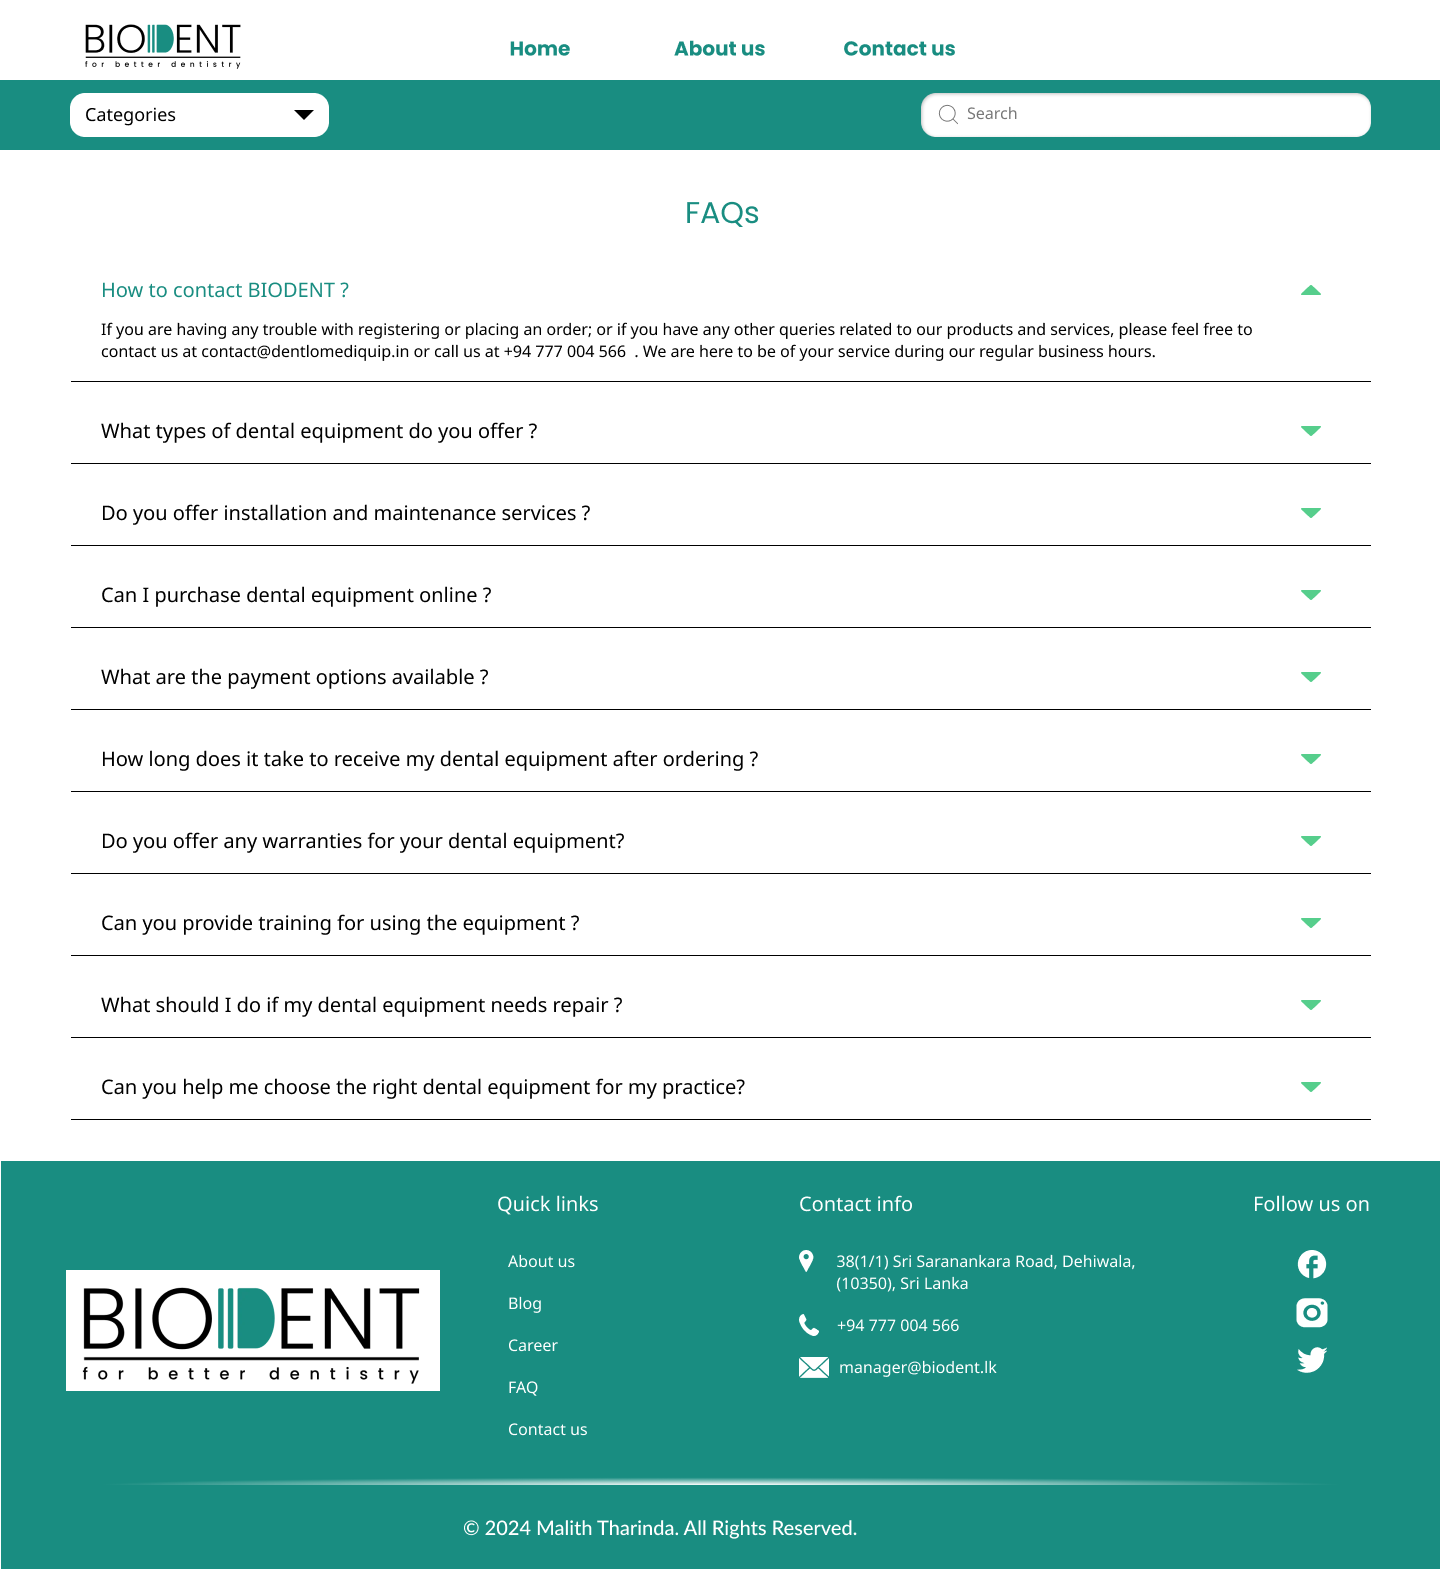 BIODENT
for better dentistry
Home
About us
Contact us
Categories
Search
FAQs
How to contact BIODENT ?
If you are having any trouble with registering or placing an order; or if you have any other queries related to our products and services, please feel free to
contact us at contact@dentlomediquip.in or call us at +94 777 004 566  . We are here to be of your service during our regular business hours.
What types of dental equipment do you offer ?
Do you offer installation and maintenance services ?
Can I purchase dental equipment online ?
What are the payment options available ?
How long does it take to receive my dental equipment after ordering ?
Do you offer any warranties for your dental equipment?
Can you provide training for using the equipment ?
What should I do if my dental equipment needs repair ?
Can you help me choose the right dental equipment for my practice?
BIODENT
for better dentistry
Quick links
About us
Blog
Career
FAQ
Contact us
Contact info
38(1/1) Sri Saranankara Road, Dehiwala,
(10350), Sri Lanka
+94 777 004 566
manager@biodent.lk
Follow us on
© 2024 Malith Tharinda. All Rights Reserved.